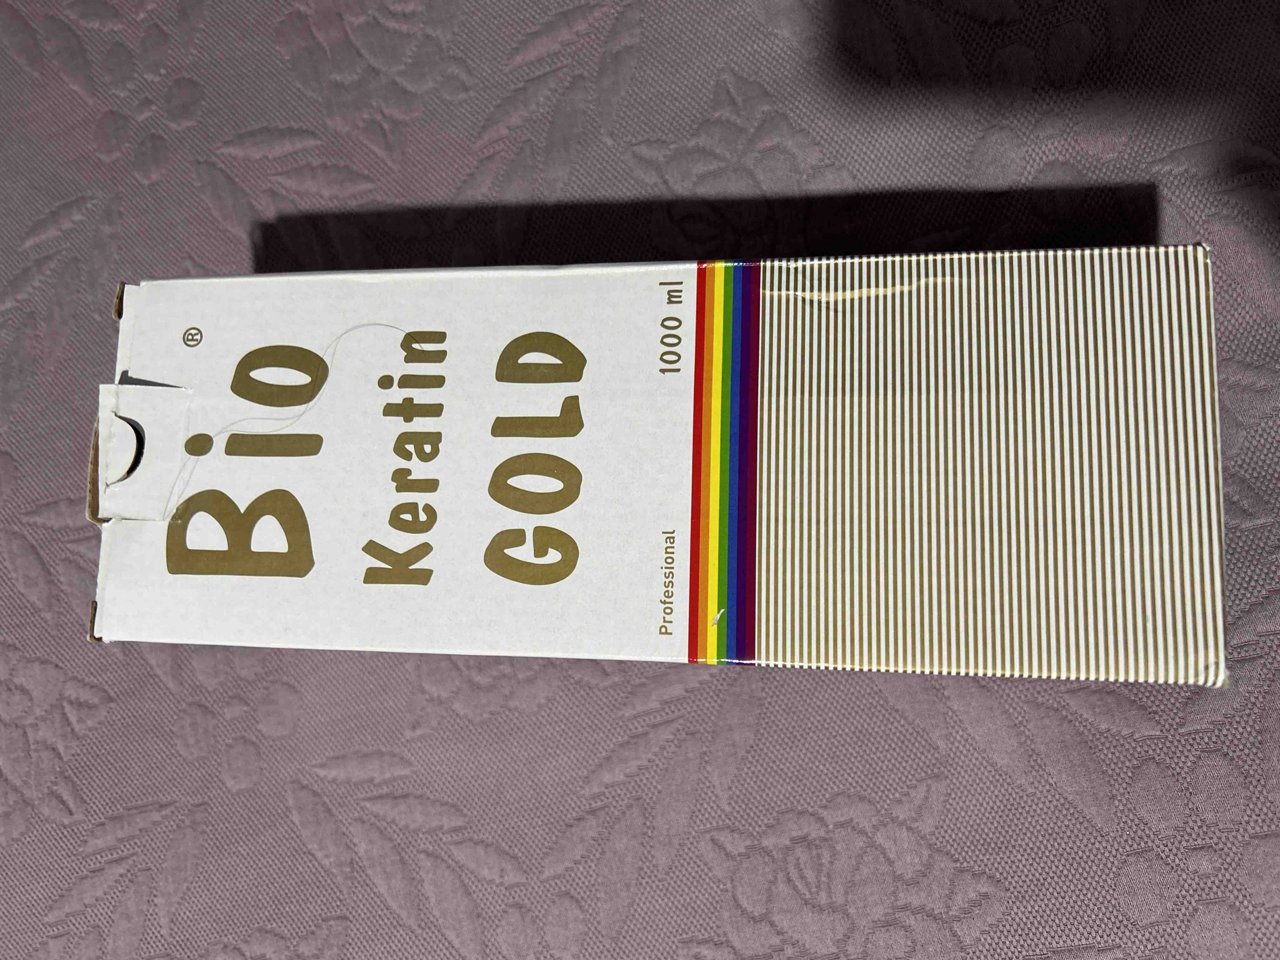 Bio®
Keratin
GOLD
Professional 1000 ml